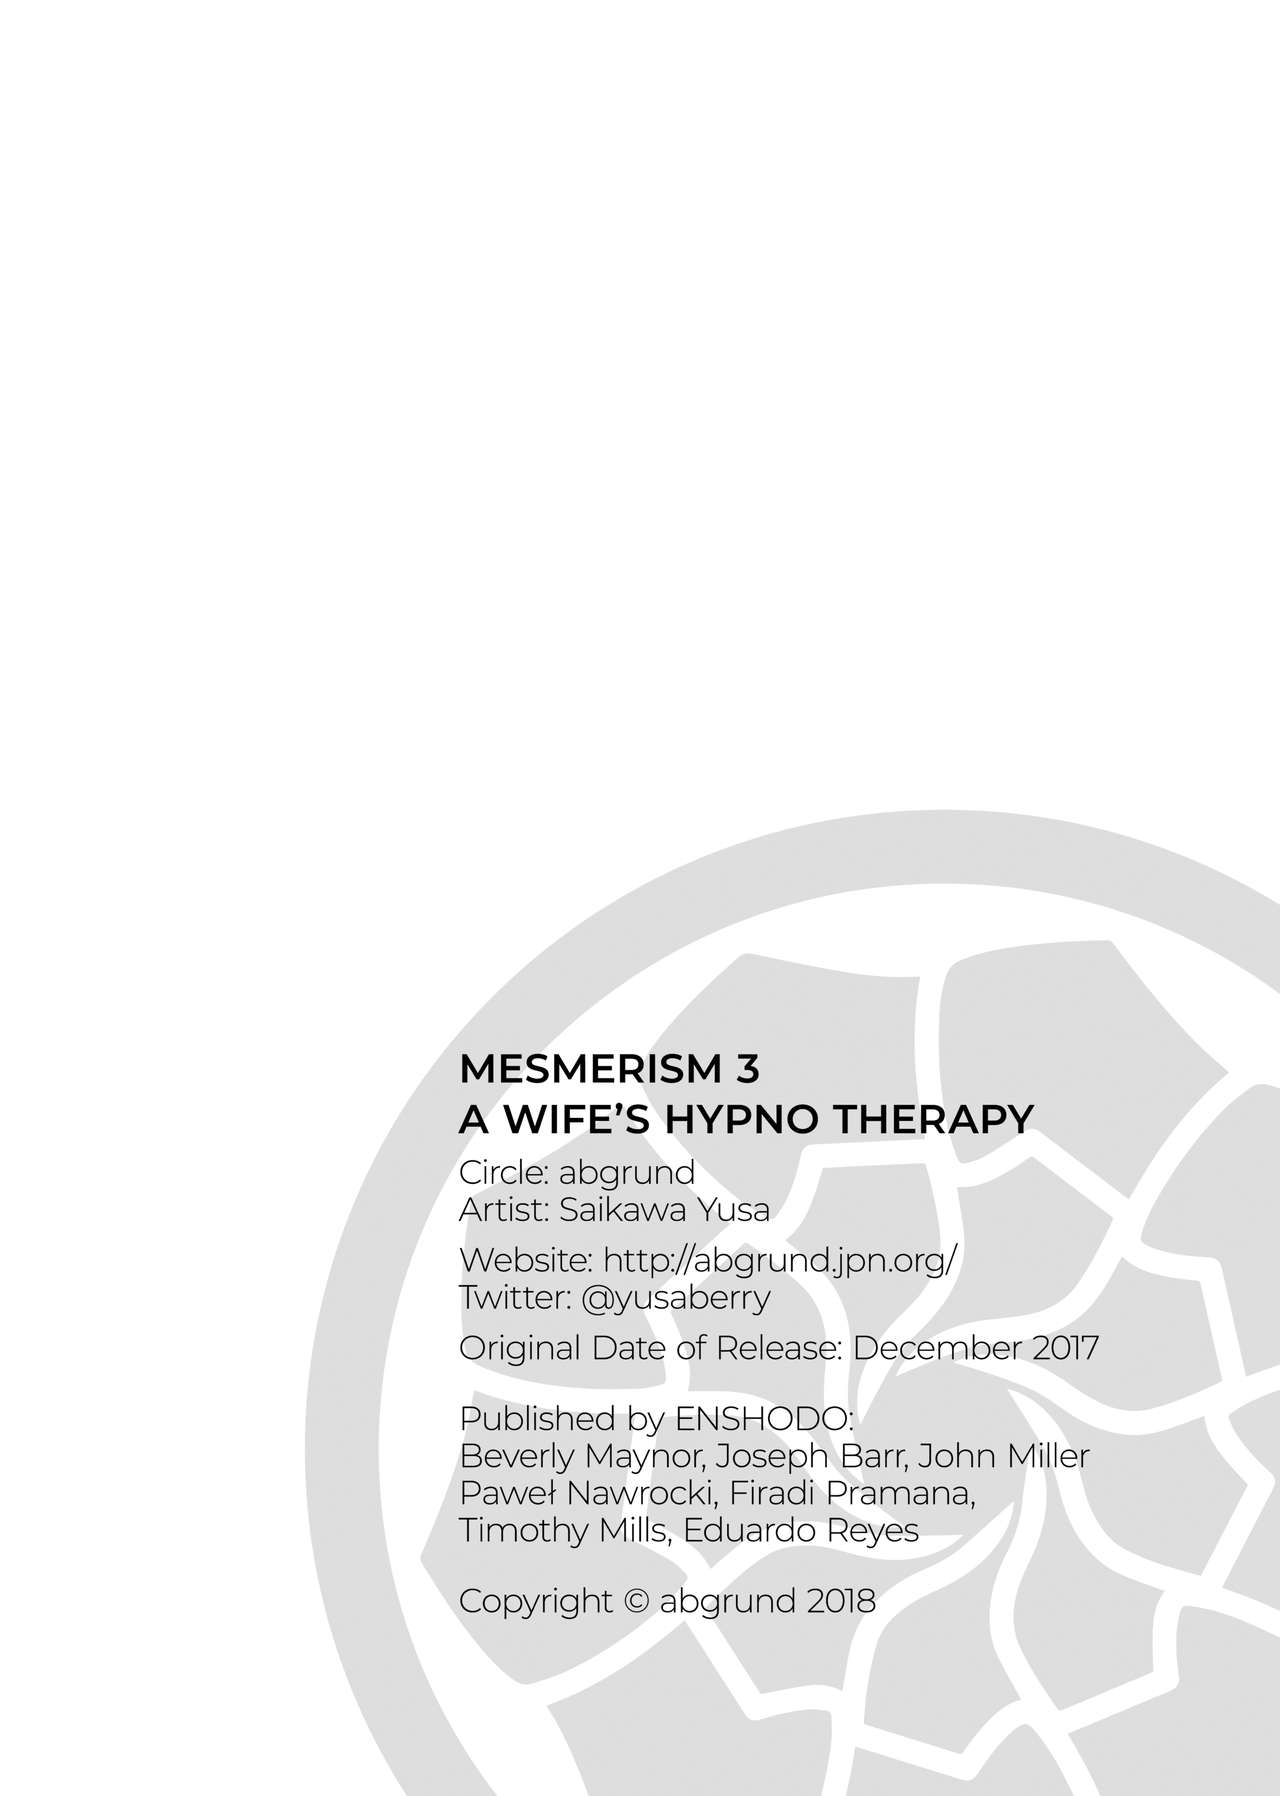 MESMERISM 3
A WIFE’S HYPNO THERAPY
Circle: abgrund
Artist: Saikawa Yusa
Website: http://abgrund.jpn.org/
Twitter: @yusaberry
Original Date of Release: December 2017
Published by ENSHODO:
Beverly Maynor, Joseph Barr, John Miller
Paweł Nawrocki, Firadi Pramana,
Timothy Mills, Eduardo Reyes
Copyright © abgrund 2018